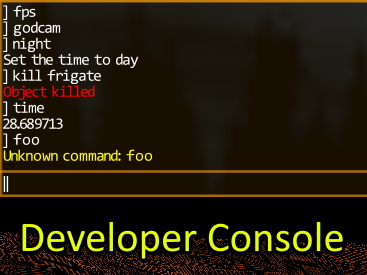 ] fps
] godcam
] night
Set the time to day
] kill frigate
Object killed
] time
28.689713
] foo
Unknown command: foo
Developer Console